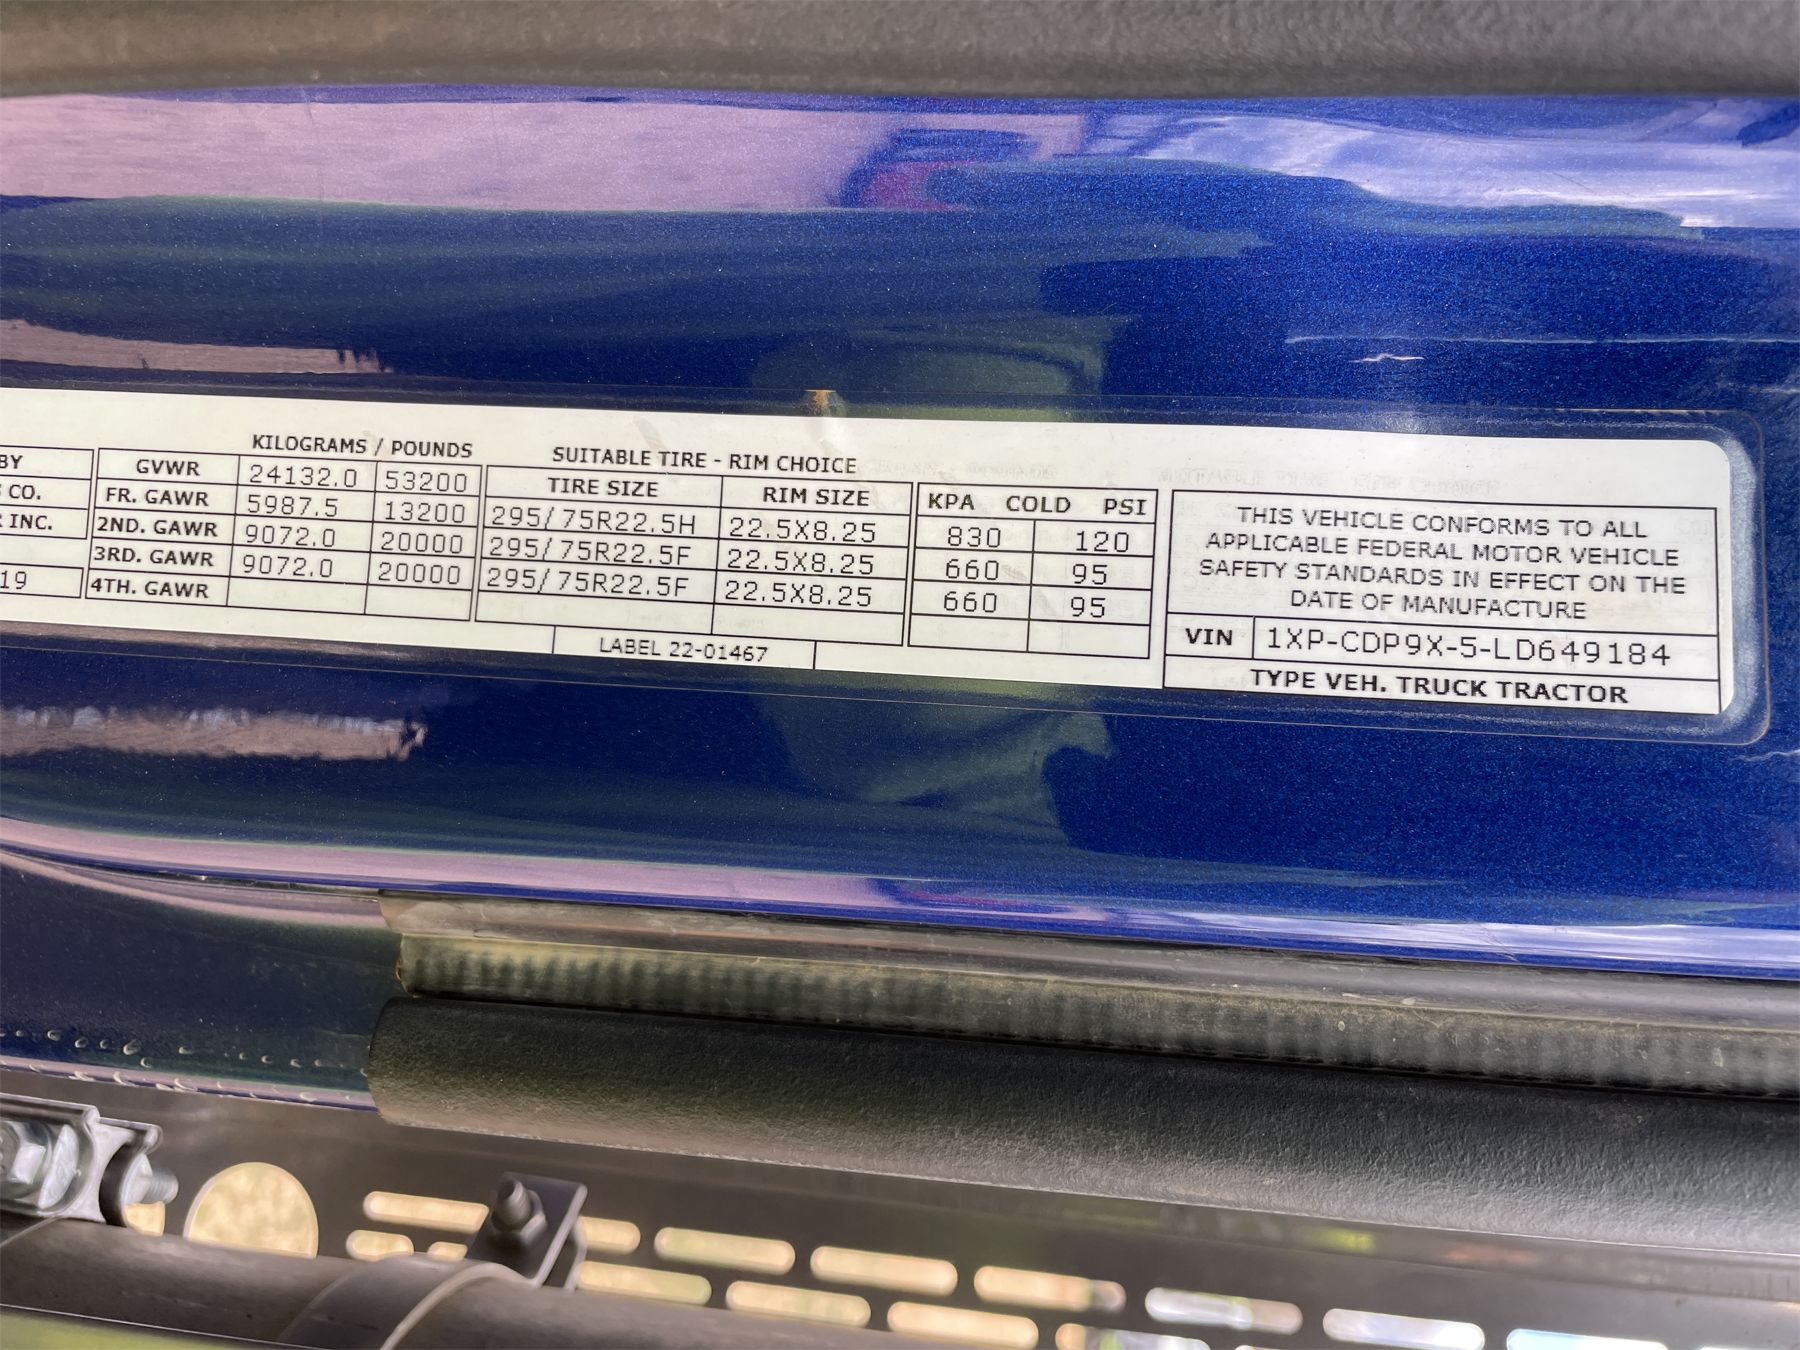 BY
CO.
INC.
19
KILOGRAMS / POUNDS
GVWR 24132.0 53200
FR. GAWR 5987.5 13200
2ND. GAWR 9072.0 20000
3RD. GAWR 9072.0 20000
4TH. GAWR
SUITABLE TIRE - RIM CHOICE
TIRE SIZE RIM SIZE
295/75R22.5H 22.5X8.25
295/75R22.5F 22.5X8.25
295/75R22.5F 22.5X8.25
KPA COLD PSI
830 120
660 95
660 95
LABEL 22-01467
THIS VEHICLE CONFORMS TO ALL
APPLICABLE FEDERAL MOTOR VEHICLE
SAFETY STANDARDS IN EFFECT ON THE
DATE OF MANUFACTURE
VIN 1XP-CDP9X-5-LD649184
TYPE VEH. TRUCK TRACTOR